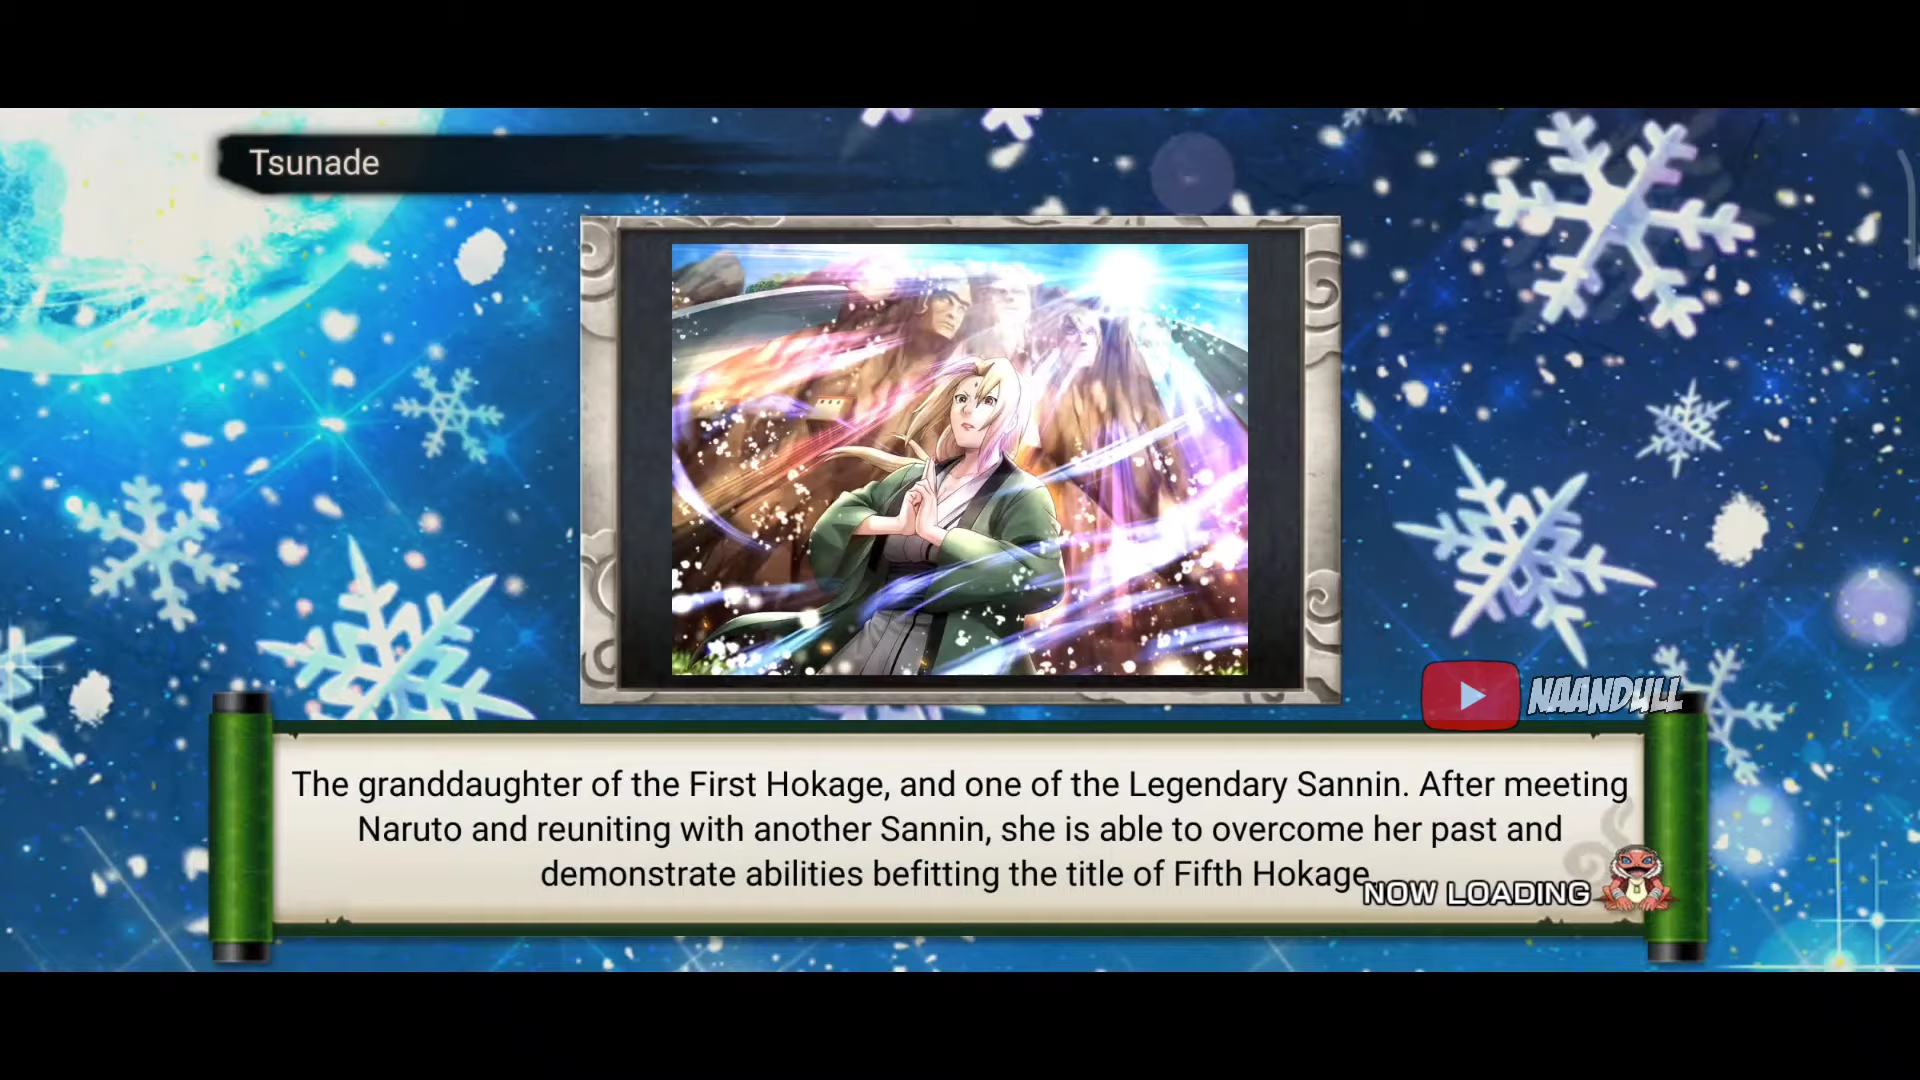 Tsunade
NAANDULL
The granddaughter of the First Hokage, and one of the Legendary Sannin. After meeting
Naruto and reuniting with another Sannin, she is able to overcome her past and
demonstrate abilities befitting the title of Fifth Hokage.
NOW LOADING